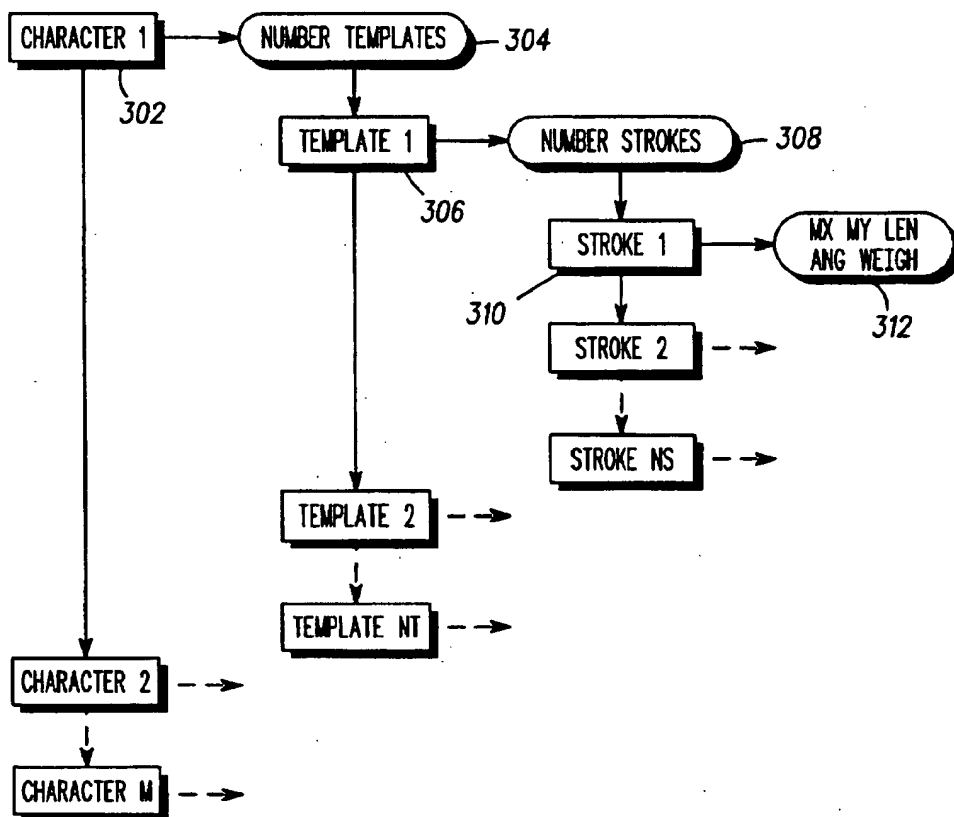 CHARACTER 1
NUMBER TEMPLATES
304
302
TEMPLATE 1
NUMBER STROKES
308
306
STROKE 1
MX MY LEN
ANG WEIGH
310
312
STROKE 2
STROKE NS
TEMPLATE 2
TEMPLATE NT
CHARACTER 2
CHARACTER M